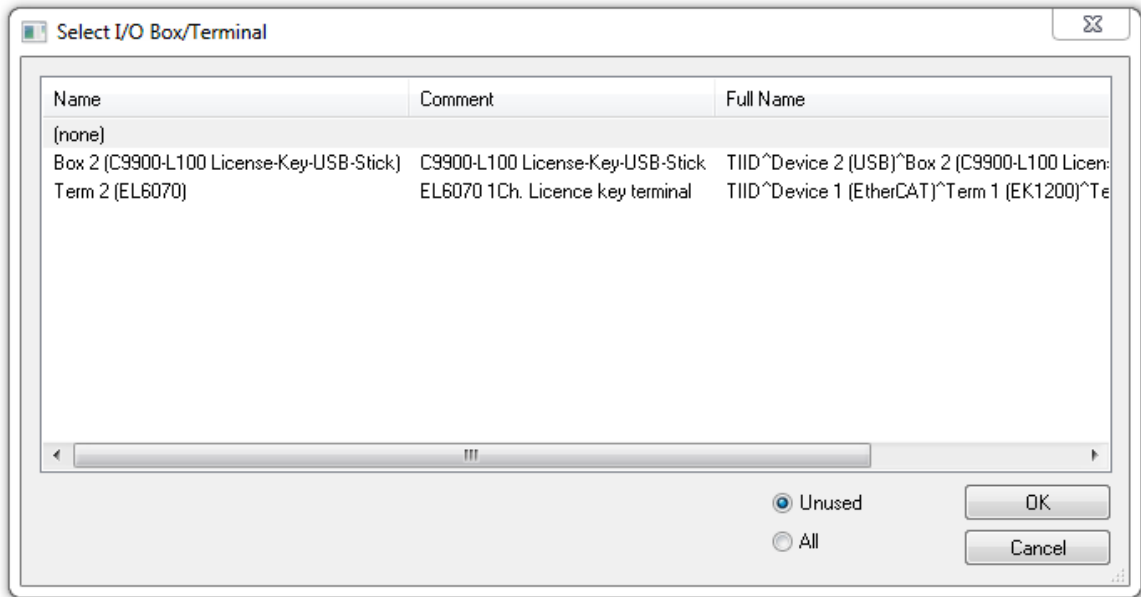 Select I/O Box/Terminal
Name Comment Full Name
(none)
Box 2 (C9900-L100 License-Key-USB-Stick) C9900-L100 License-Key-USB-Stick TIID^Device 2 (USB)^Box 2 (C9900-L100 Licen
Term 2 (EL6070) EL6070 1Ch. Licence key terminal TIID^Device 1 (EtherCAT)^Term 1 (EK1200)^Te
Unused OK
All Cancel